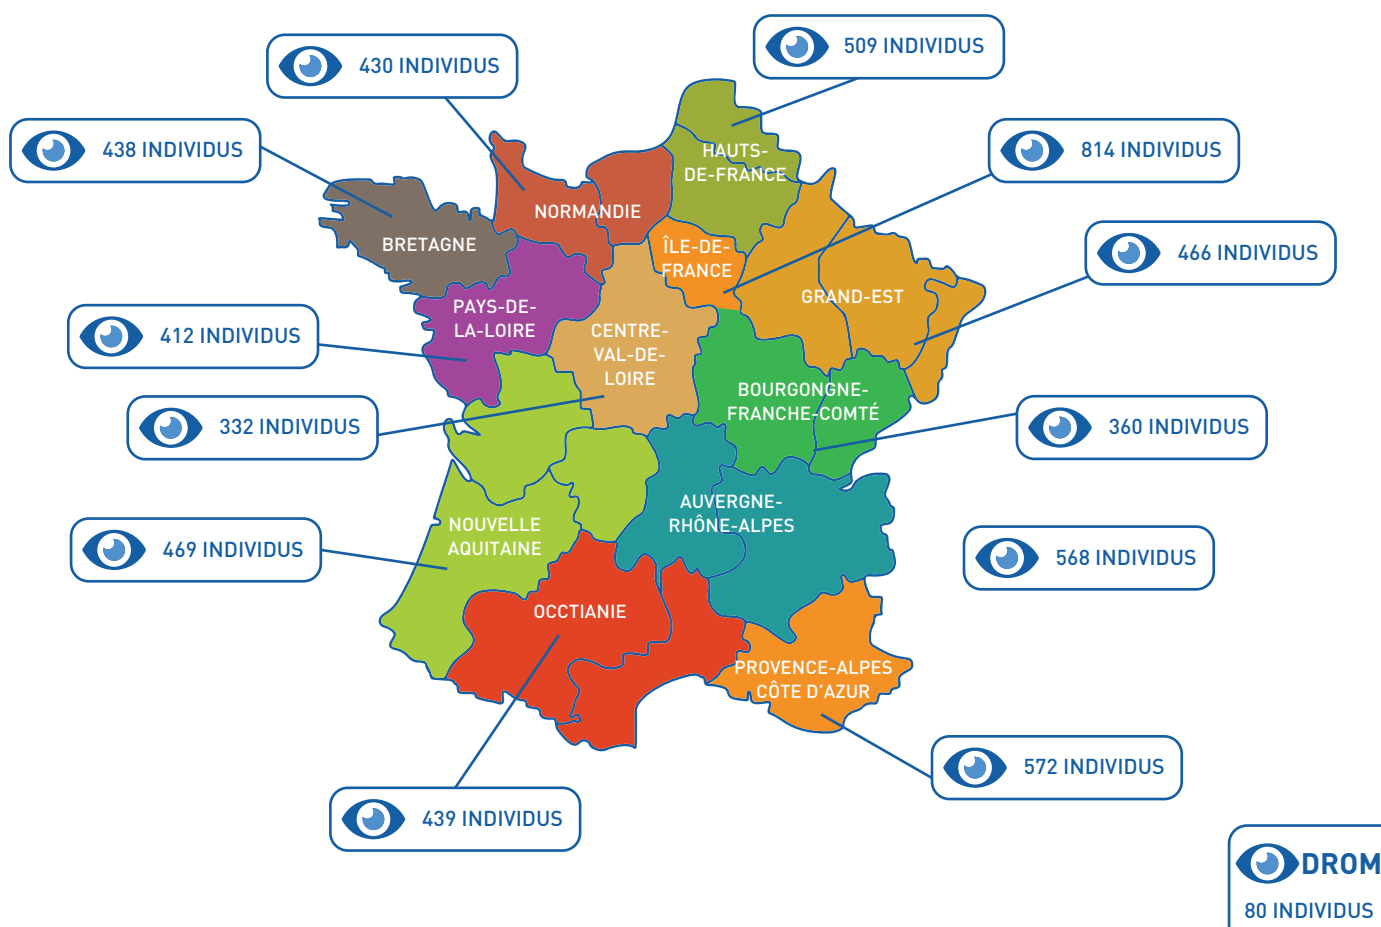 509 INDIVIDUS
430 INDIVIDUS
438 INDIVIDUS
814 INDIVIDUS
HAUTS-
DE-FRANCE
NORMANDIE
BRETAGNE
ÎLE-DE-
FRANCE
466 INDIVIDUS
GRAND-EST
PAYS-DE-
LA-LOIRE
412 INDIVIDUS
CENTRE-
VAL-DE-
LOIRE
BOURGONGNE-
FRANCHE-COMTÉ
332 INDIVIDUS
360 INDIVIDUS
AUVERGNE-
RHÔNE-ALPES
NOUVELLE
AQUITAINE
469 INDIVIDUS
568 INDIVIDUS
OCCTIANIE
PROVENCE-ALPES
CÔTE D'AZUR
572 INDIVIDUS
439 INDIVIDUS
DROM
80 INDIVIDUS